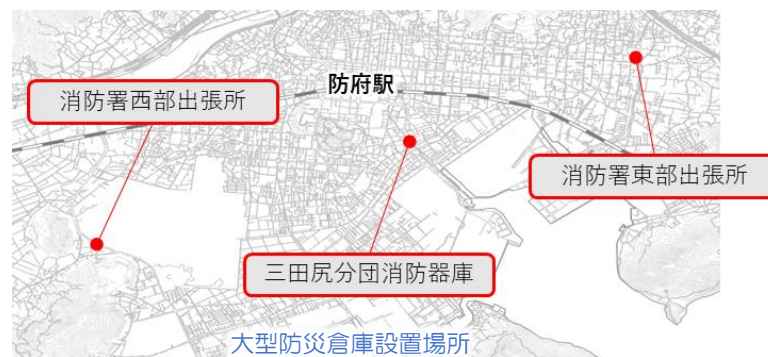 防府駅
消防署西部出張所
消防署東部出張所
三田尻分団消防器庫
大型防災倉庫設置場所